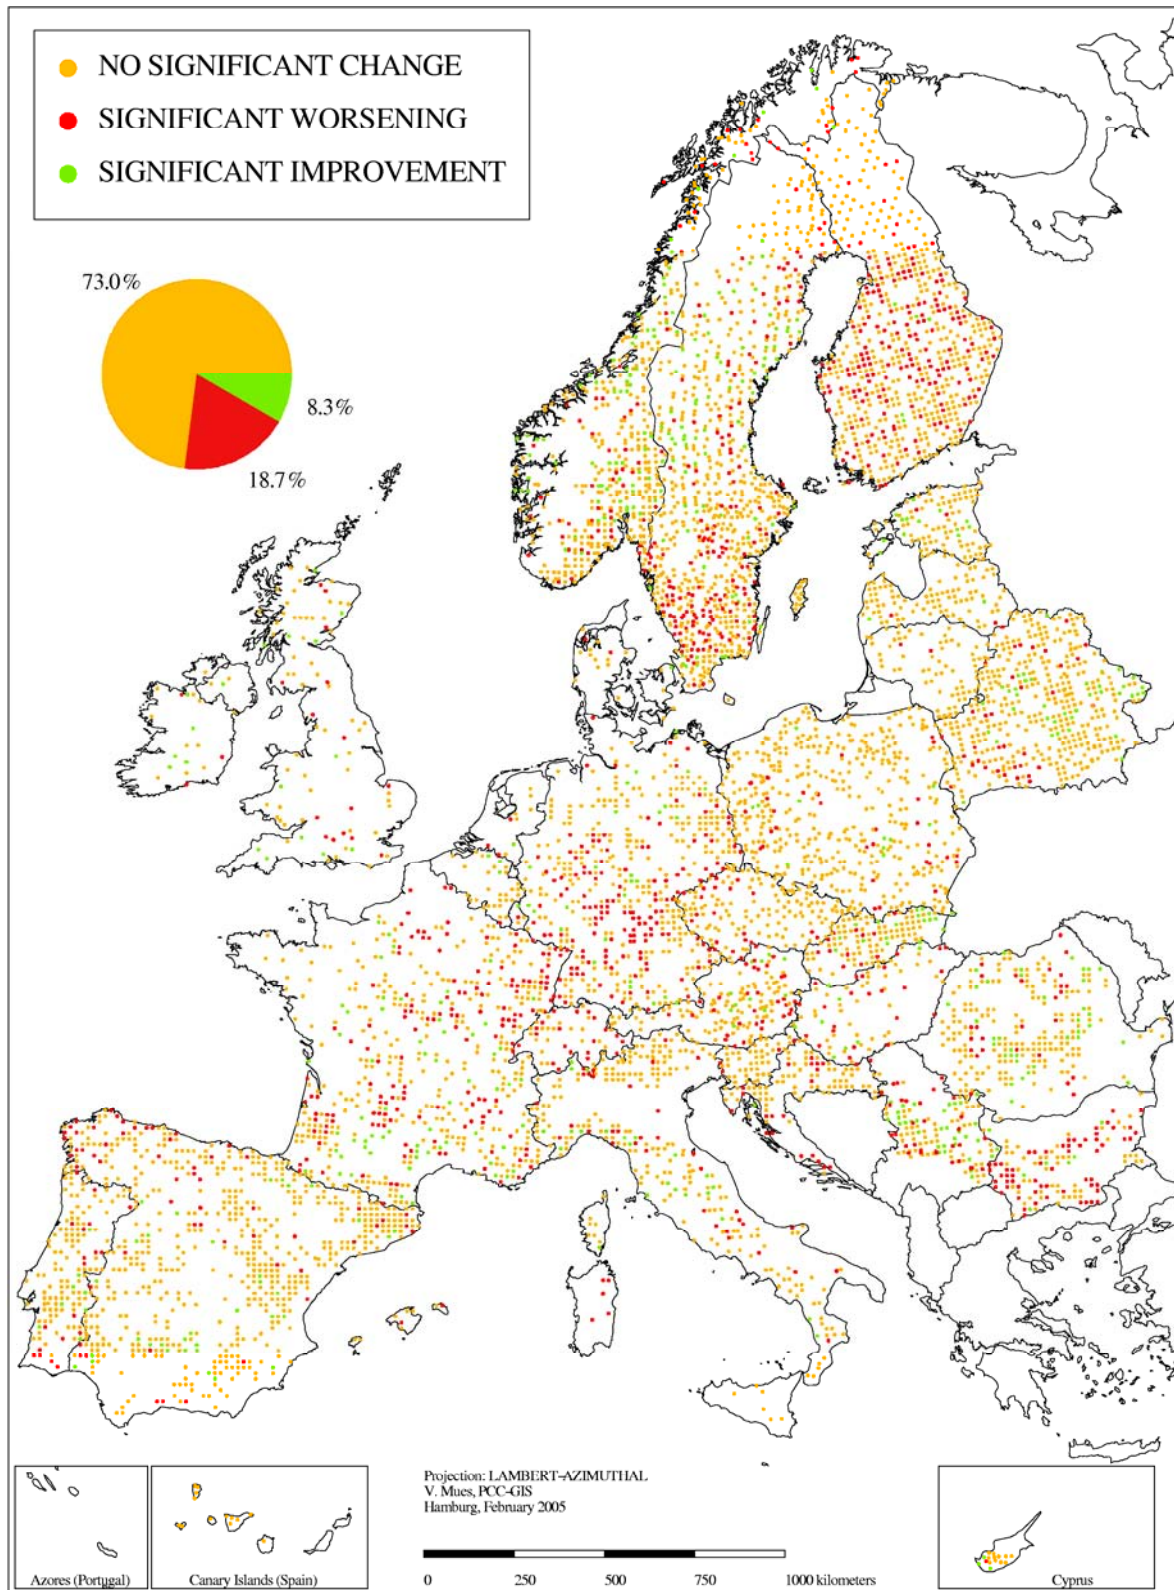 NO SIGNIFICANT CHANGE
SIGNIFICANT WORSENING
SIGNIFICANT IMPROVEMENT
73.0%
8.3%
18.7%
Projection: LAMBERT-AZIMUTHAL
V. Mues, PCC-GIS
Hamburg, February 2005
Azores (Portugal)
Canary Islands (Spain)
0 250 500 750 1000 kilometers
Cyprus